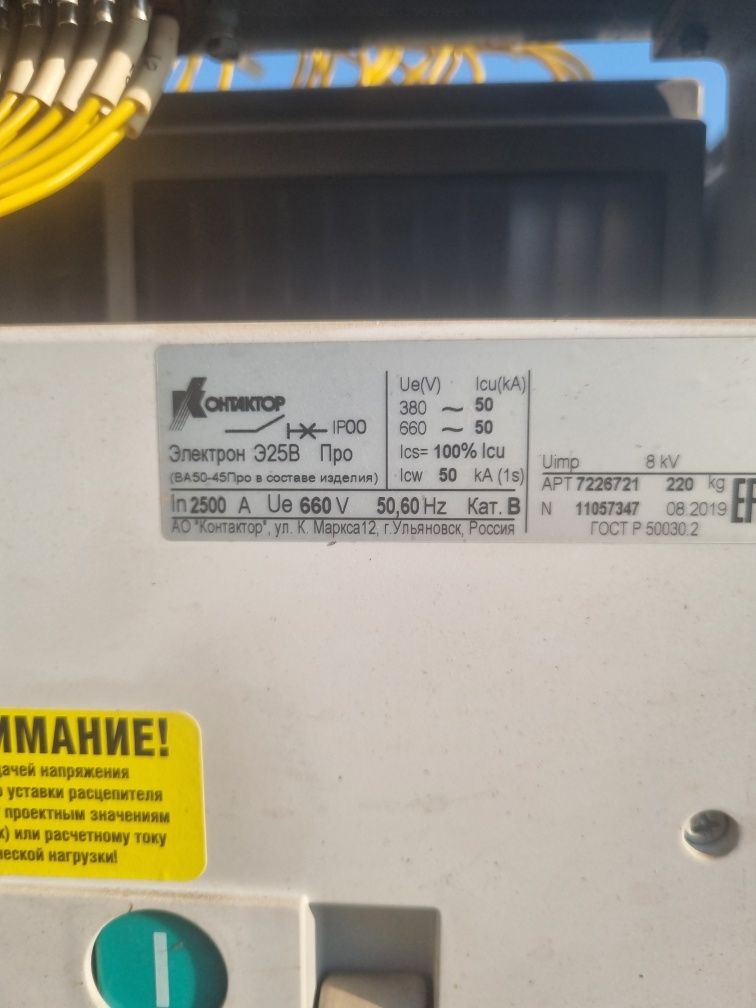 КОНТАКТОР
IP00
Электрон Э25В Про
(ВА50-45Про в составе изделия)
In 2500 A Ue 660 V 50,60 Hz Кат. В
АО "Контактор", ул. К. Маркса12, г.Ульяновск, Россия
Ue(V) Icu(kA)
380 ~ 50
660 ~ 50
Ics= 100% Icu
Icw 50 kA (1s)
Uimp 8 kV
АРТ 7226721 220 kg
N 11057347 08.2019
ГОСТ Р 50030.2
ИМАНИЕ!
дачей напряжения
уставки расцепителя
проектным значениям
или расчетному току
ческой нагрузки!